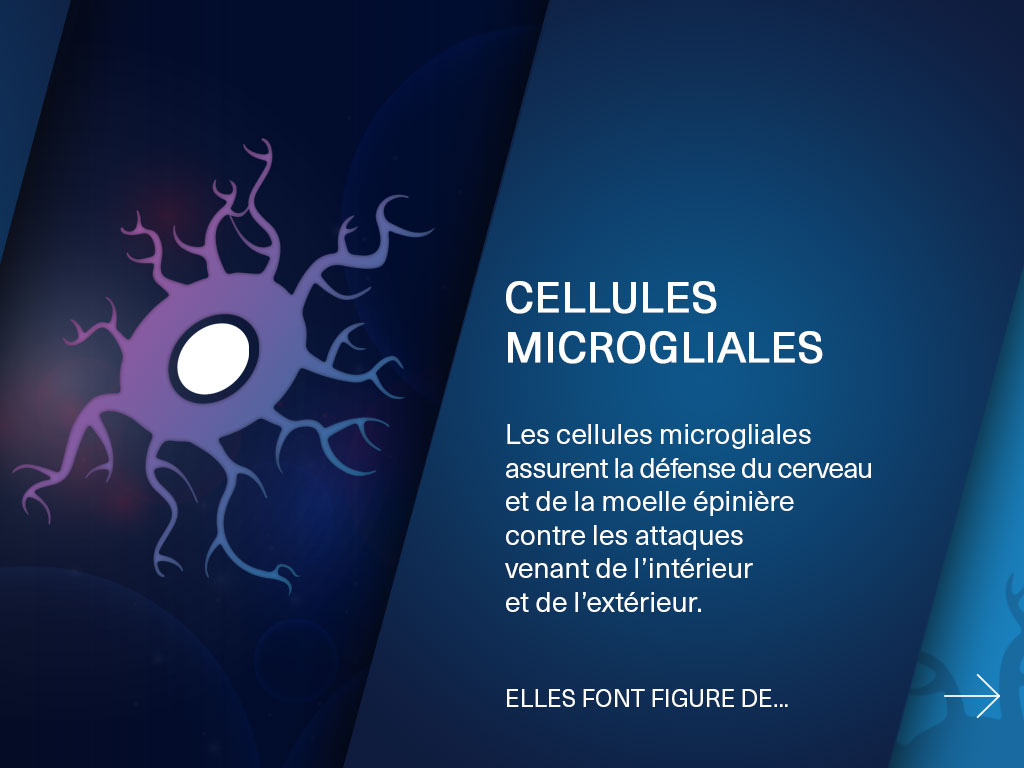 CELLULES
MICROGLIALES
Les cellules microgliales
assurent la défense du cerveau
et de la moelle épinière
contre les attaques
venant de l’intérieur
et de l’extérieur.
ELLES FONT FIGURE DE...